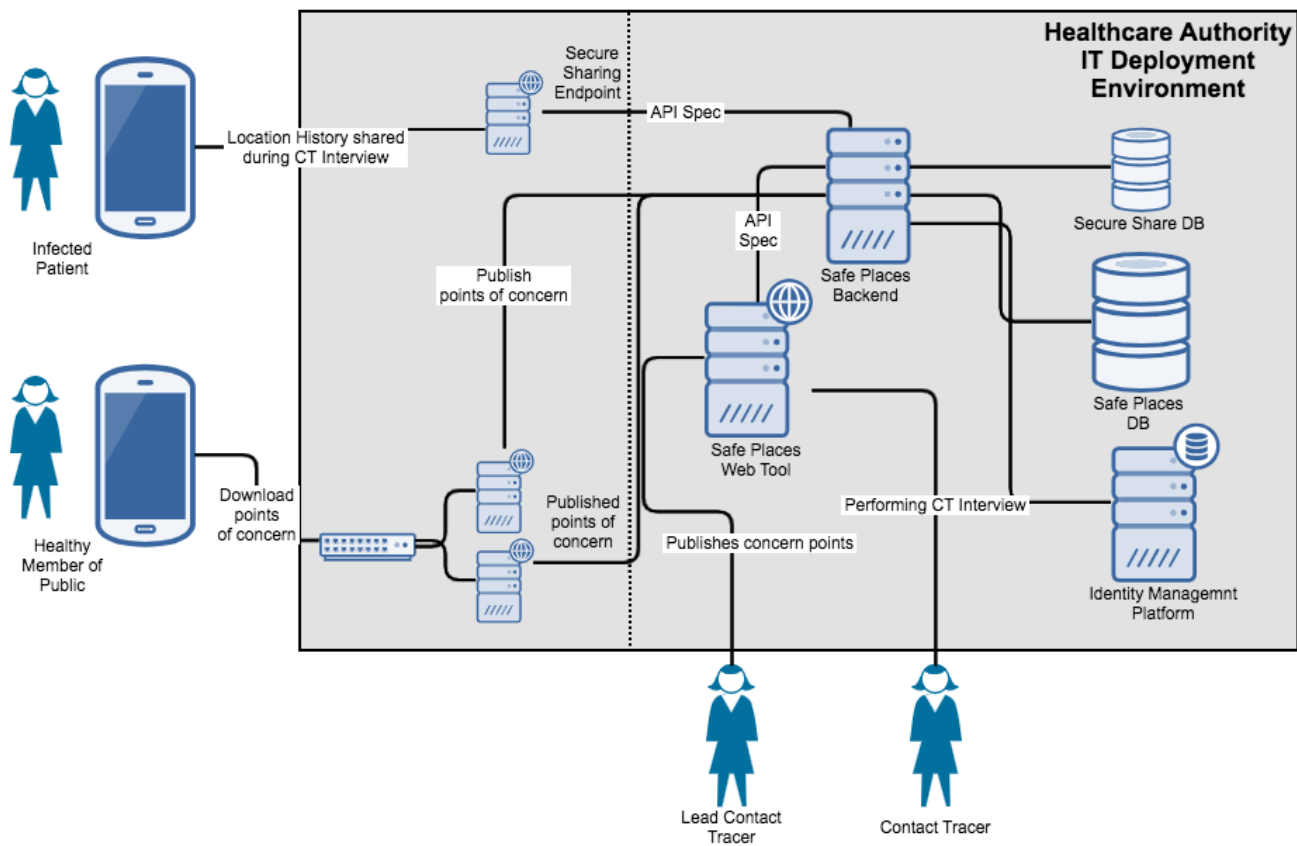 Healthcare Authority
IT Deployment
Environment
Secure
Sharing
Endpoint
API Spec
Location History shared
during CT Interview
Infected
Patient
Secure Share DB
API
Spec
Safe Places
Backend
Publish
points of concern
Safe Places
DB
Safe Places
Web Tool
Download
points
of concern
Published
points of
concern
Performing CT Interview
Publishes concern points
Healthy
Member of
Public
Identity Managemnt
Platform
Lead Contact
Tracer
Contact Tracer